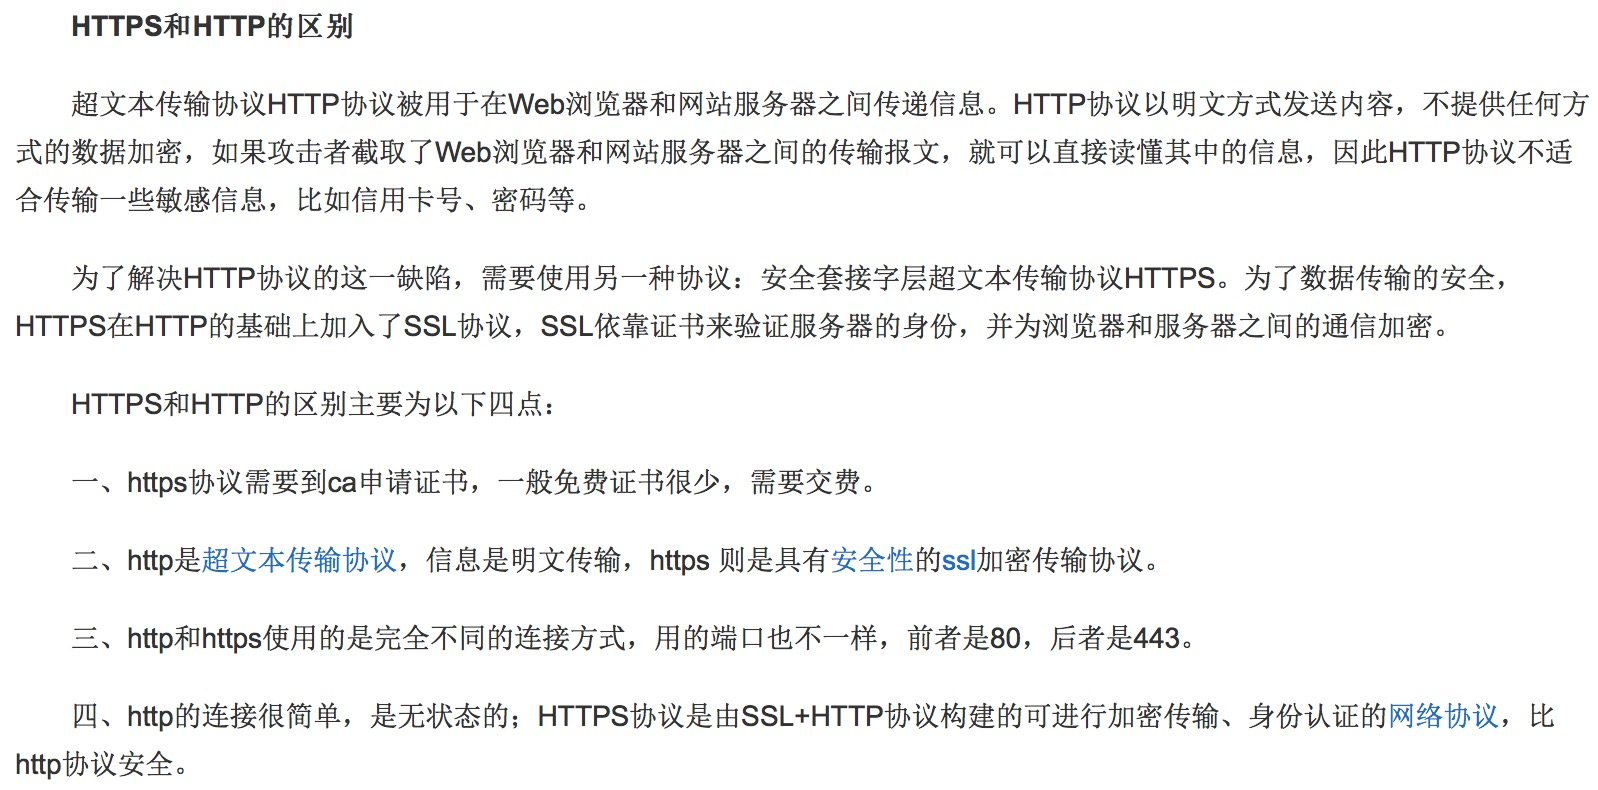 HTTPS和HTTP的区别
超文本传输协议HTTP协议被用于在Web浏览器和网站服务器之间传递信息。HTTP协议以明文方式发送内容，不提供任何方
式的数据加密，如果攻击者截取了Web浏览器和网站服务器之间的传输报文，就可以直接读懂其中的信息，因此HTTP协议不适
合传输一些敏感信息，比如信用卡号、密码等。
为了解决HTTP协议的这一缺陷，需要使用另一种协议：安全套接字层超文本传输协议HTTPS。为了数据传输的安全，
HTTPS在HTTP的基础上加入了SSL协议，SSL依靠证书来验证服务器的身份，并为浏览器和服务器之间的通信加密。
HTTPS和HTTP的区别主要为以下四点：
一、https协议需要到ca申请证书，一般免费证书很少，需要交费。
二、http是超文本传输协议，信息是明文传输，https 则是具有安全性的ssl加密传输协议。
三、http和https使用的是完全不同的连接方式，用的端口也不一样，前者是80，后者是443。
四、http的连接很简单，是无状态的；HTTPS协议是由SSL+HTTP协议构建的可进行加密传输、身份认证的网络协议，比
http协议安全。